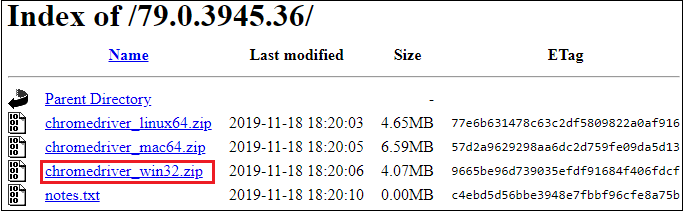 Index of /79.0.3945.36/
Name Last modified Size ETag
Parent Directory -
chromedriver_linux64.zip 2019-11-18 18:20:03 4.65MB 77e6b631478c63c2df5809822a0af916
chromedriver_mac64.zip 2019-11-18 18:20:05 6.59MB 57d2a9629298aa6dc2d759fe09da5d13
chromedriver_win32.zip 2019-11-18 18:20:06 4.07MB 9665be96d739035efdf91684f406fdcf
notes.txt 2019-11-18 18:20:10 0.00MB c4ebd5d56bbe3948e7fbbf96cfe8a75b